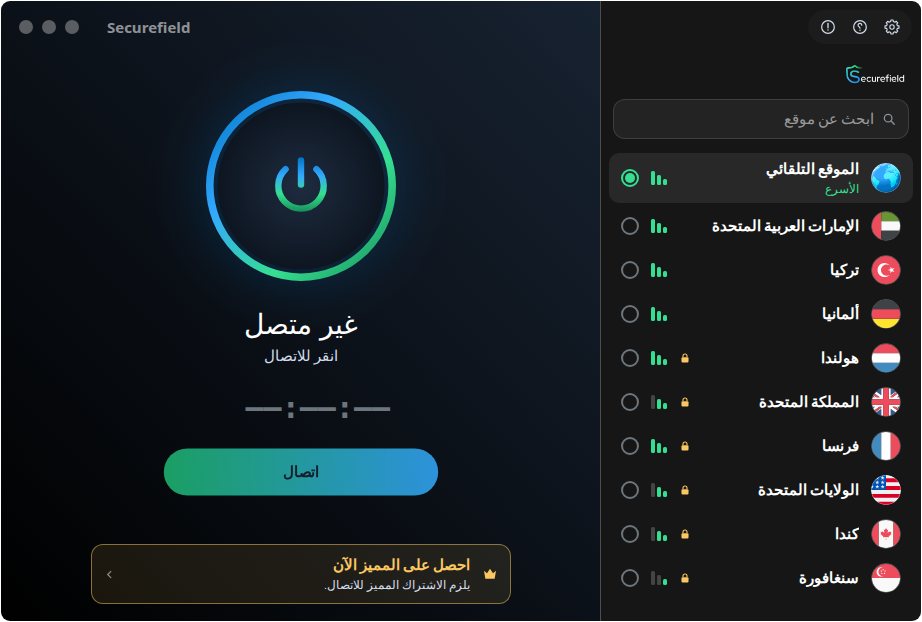 Securefield
Securefield
ابحث عن موقع
الموقع التلقائي
الأسرع
الإمارات العربية المتحدة
تركيا
ألمانيا
هولندا
المملكة المتحدة
فرنسا
الولايات المتحدة
كندا
سنغافورة
غير متصل
انقر للاتصال
——:——:——
اتصال
احصل على المميز الآن
يلزم الاشتراك المميز للاتصال.